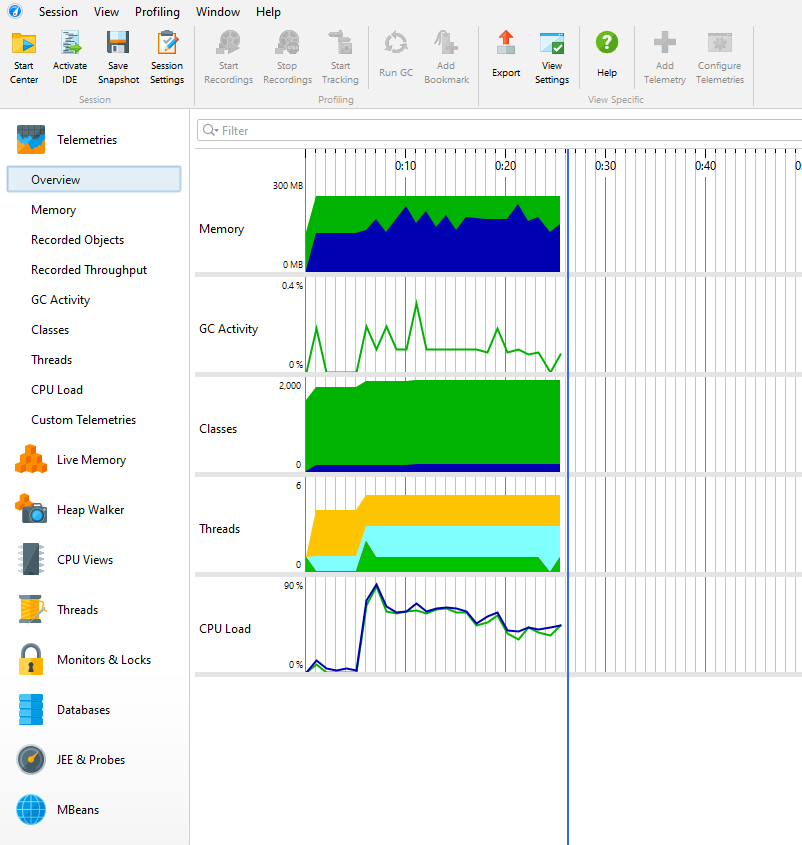 Session View Profiling Window Help
Start Center
Activate IDE
Save Snapshot
Session Settings
Start Recordings
Stop Recordings
Start Tracking
Run GC
Add Bookmark
Export
View Settings
Help
Add Telemetry
Configure Telemetries
Session
Profiling
View Specific
Telemetries
Overview
Memory
Recorded Objects
Recorded Throughput
GC Activity
Classes
Threads
CPU Load
Custom Telemetries
Live Memory
Heap Walker
CPU Views
Threads
Monitors & Locks
Databases
JEE & Probes
MBeans
Filter
0:10 0:20 0:30 0:40
300 MB
Memory
0 MB
0.4 %
GC Activity
0 %
2,000
Classes
0
6
Threads
0
90 %
CPU Load
0 %